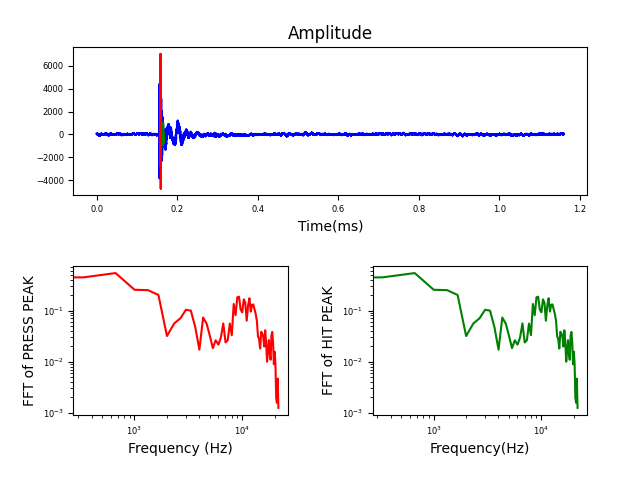 Amplitude
6000
4000
2000
0
−2000
−4000
0.0 0.2 0.4 0.6 0.8 1.0 1.2
Time(ms)
FFT of PRESS PEAK
10⁻¹
10⁻²
10⁻³
10³ 10⁴
Frequency (Hz)
FFT of HIT PEAK
10⁻¹
10⁻²
10⁻³
10³ 10⁴
Frequency(Hz)